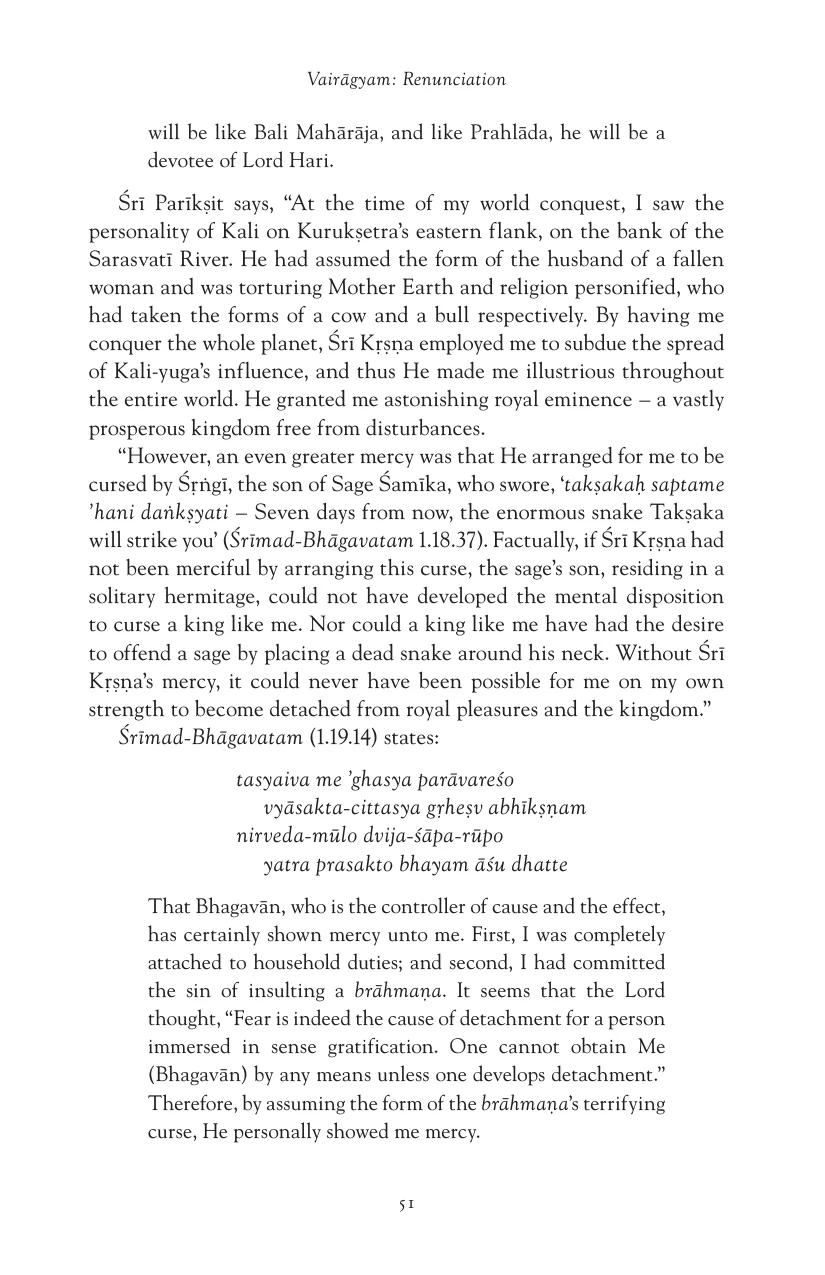 Vairāgyam: Renunciation
will be like Bali Mahārāja, and like Prahlāda, he will be a
devotee of Lord Hari.
Śrī Parīkṣit says, “At the time of my world conquest, I saw the
personality of Kali on Kurukṣetra’s eastern flank, on the bank of the
Sarasvatī River. He had assumed the form of the husband of a fallen
woman and was torturing Mother Earth and religion personified, who
had taken the forms of a cow and a bull respectively. By having me
conquer the whole planet, Śrī Kṛṣṇa employed me to subdue the spread
of Kali-yuga’s influence, and thus He made me illustrious throughout
the entire world. He granted me astonishing royal eminence – a vastly
prosperous kingdom free from disturbances.
“However, an even greater mercy was that He arranged for me to be
cursed by Śṛṅgī, the son of Sage Śamīka, who swore, ‘takṣakaḥ saptame
’hani daṅkṣyati – Seven days from now, the enormous snake Takṣaka
will strike you’ (Śrīmad-Bhāgavatam 1.18.37). Factually, if Śrī Kṛṣṇa had
not been merciful by arranging this curse, the sage’s son, residing in a
solitary hermitage, could not have developed the mental disposition
to curse a king like me. Nor could a king like me have had the desire
to offend a sage by placing a dead snake around his neck. Without Śrī
Kṛṣṇa’s mercy, it could never have been possible for me on my own
strength to become detached from royal pleasures and the kingdom.”
Śrīmad-Bhāgavatam (1.19.14) states:
tasyaiva me ’ghasya parāvareśo
vyāsakta-cittasya gṛheṣv abhīkṣṇam
nirveda-mūlo dvija-śāpa-rūpo
yatra prasakto bhayam āśu dhatte
That Bhagavān, who is the controller of cause and the effect,
has certainly shown mercy unto me. First, I was completely
attached to household duties; and second, I had committed
the sin of insulting a brāhmaṇa. It seems that the Lord
thought, “Fear is indeed the cause of detachment for a person
immersed in sense gratification. One cannot obtain Me
(Bhagavān) by any means unless one develops detachment.”
Therefore, by assuming the form of the brāhmaṇa’s terrifying
curse, He personally showed me mercy.
51